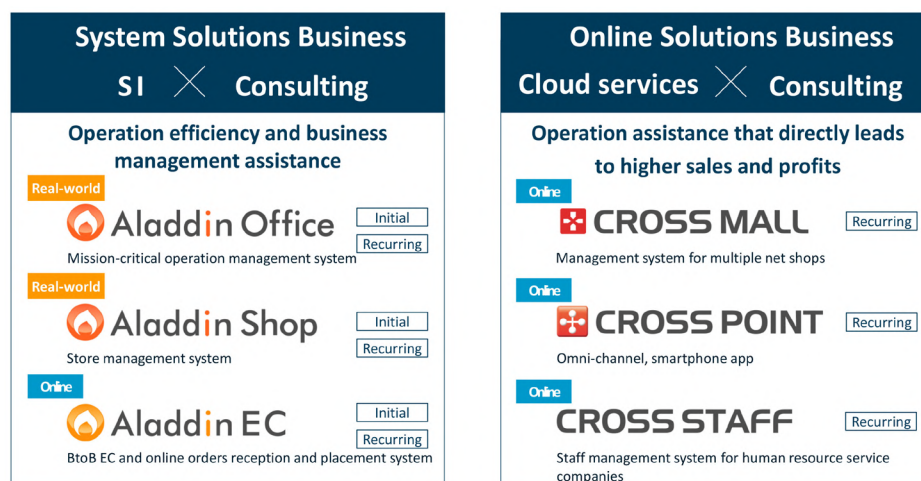 System Solutions Business
SI × Consulting
Operation efficiency and business
management assistance
Real-world
Aladdin Office
Initial
Recurring
Mission-critical operation management system
Real-world
Aladdin Shop
Initial
Recurring
Store management system
Online
Aladdin EC
Initial
Recurring
BtoB EC and online orders reception and placement system
Online Solutions Business
Cloud services × Consulting
Operation assistance that directly leads
to higher sales and profits
Online
CROSS MALL
Recurring
Management system for multiple net shops
Online
CROSS POINT
Recurring
Omni-channel, smartphone app
Online
CROSS STAFF
Recurring
Staff management system for human resource service
companies